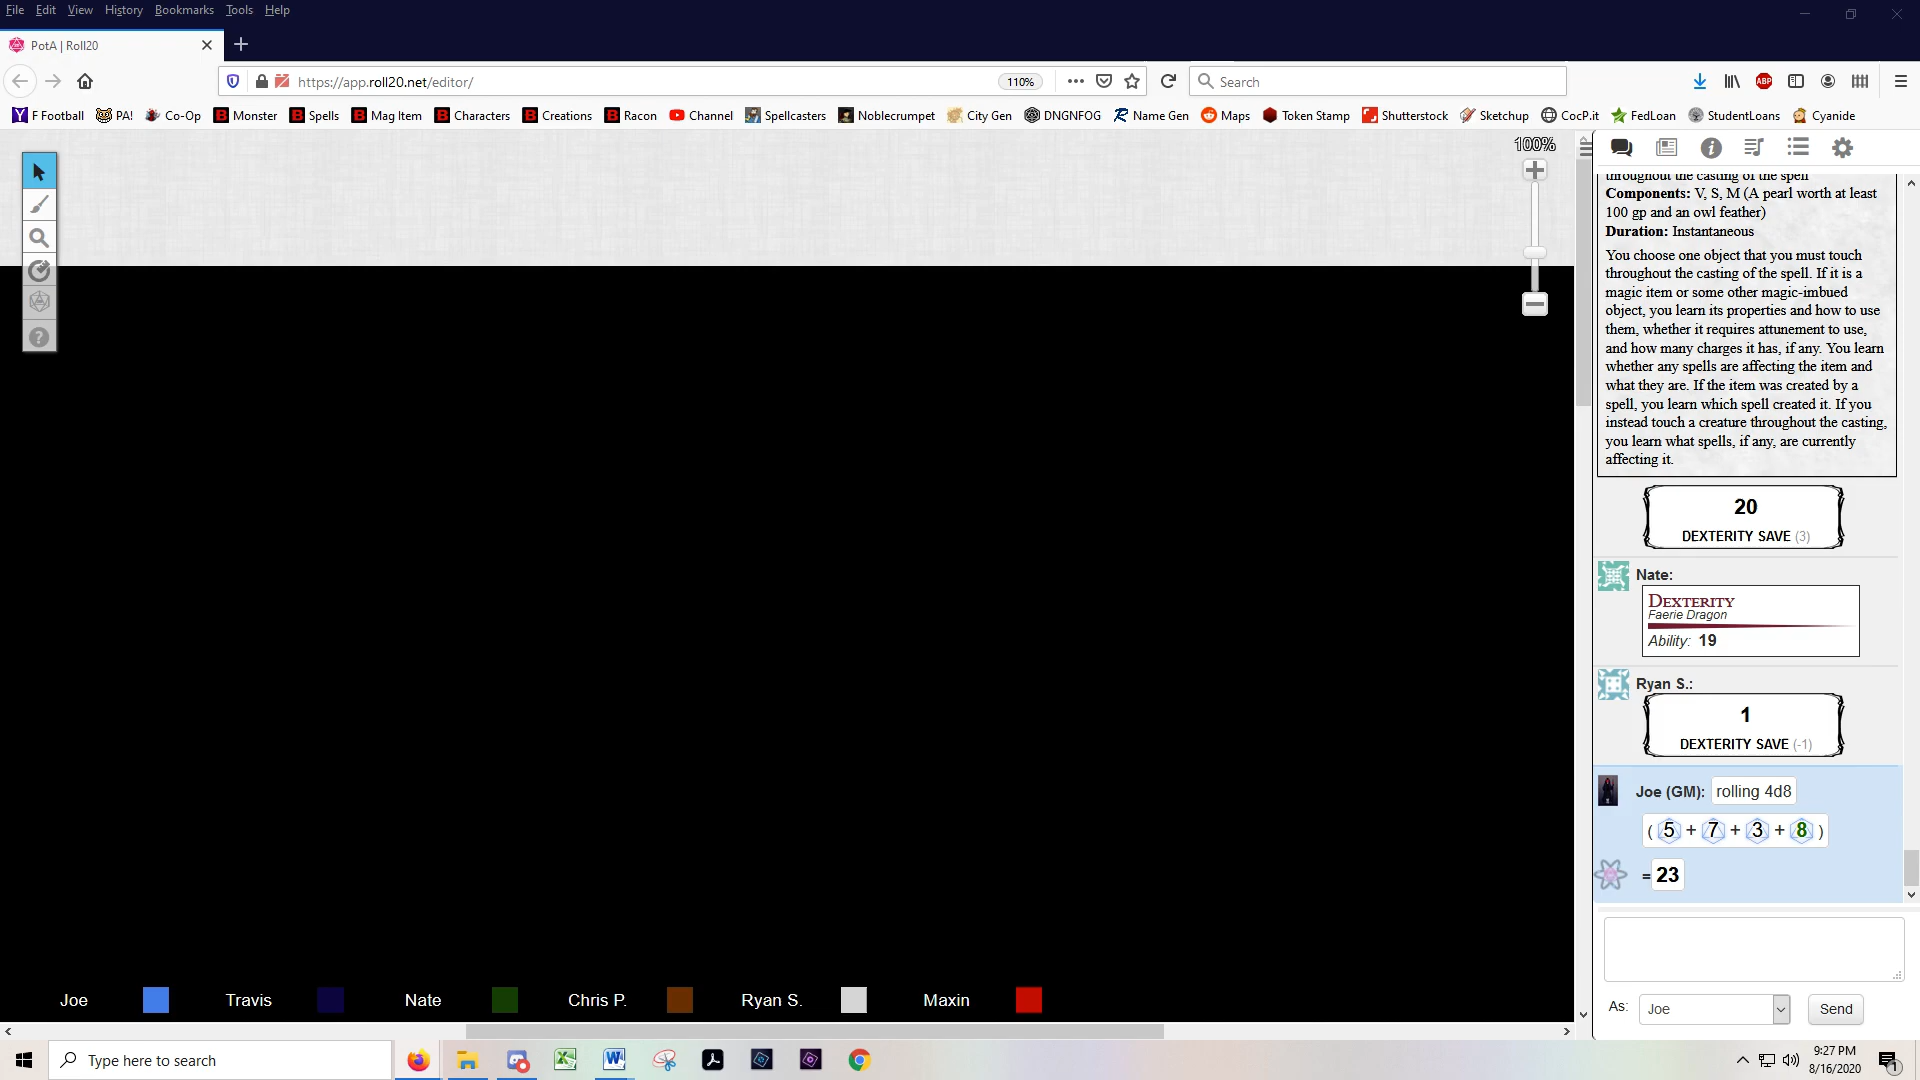 File Edit View History Bookmarks Tools Help
PotA | Roll20
https://app.roll20.net/editor/
110%
Search
ABP
F Football PA! Co-Op Monster Spells Mag Item Characters Creations Racon Channel Spellcasters Noblecrumpet City Gen DNGNFOG Name Gen Maps Token Stamp Shutterstock Sketchup CocP.it FedLoan StudentLoans Cyanide
100%
throughout the casting of the spell
Components: V, S, M (A pearl worth at least
100 gp and an owl feather)
Duration: Instantaneous
You choose one object that you must touch
throughout the casting of the spell. If it is a
magic item or some other magic-imbued
object, you learn its properties and how to use
them, whether it requires attunement to use,
and how many charges it has, if any. You learn
whether any spells are affecting the item and
what they are. If the item was created by a
spell, you learn which spell created it. If you
instead touch a creature throughout the casting,
you learn what spells, if any, are currently
affecting it.
20
DEXTERITY SAVE (3)
Nate:
DEXTERITY
Faerie Dragon
Ability: 19
Ryan S.:
1
DEXTERITY SAVE (-1)
Joe (GM): rolling 4d8
( 5 + 7 + 3 + 8 )
= 23
As: Joe Send
Joe Travis Nate Chris P. Ryan S. Maxin
Type here to search
9:27 PM
8/16/2020
1